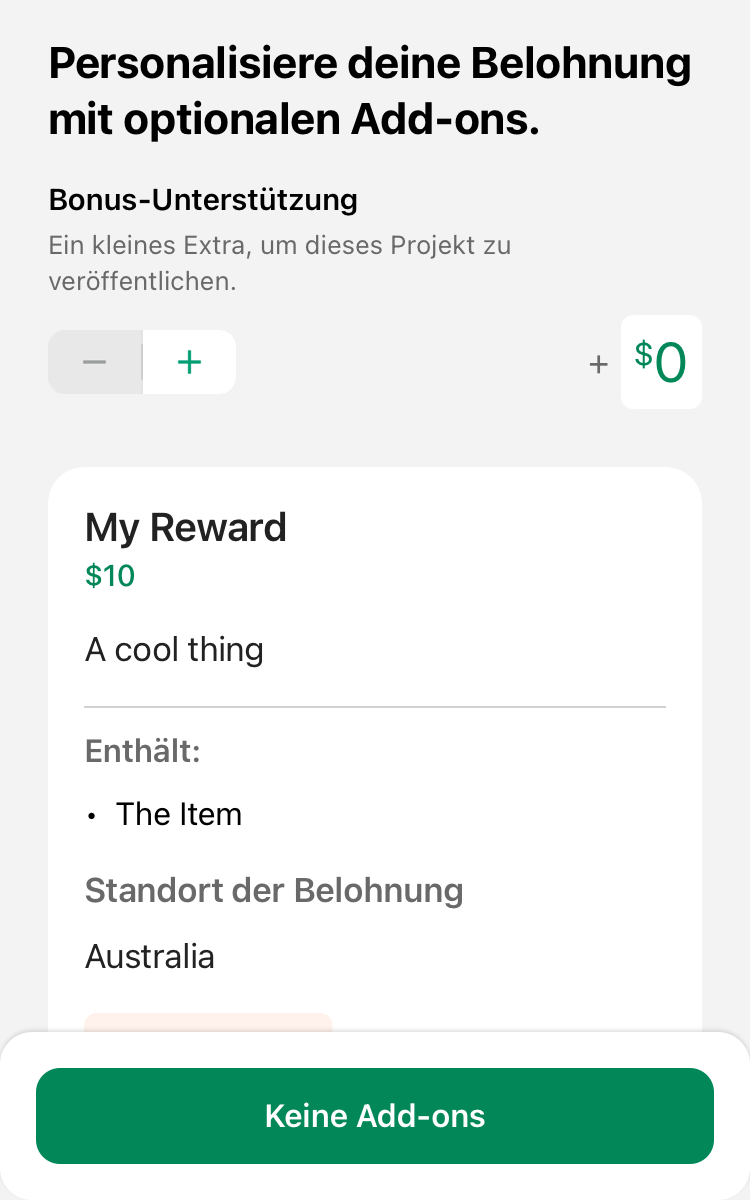 Personalisiere deine Belohnung
mit optionalen Add-ons.
Bonus-Unterstützung
Ein kleines Extra, um dieses Projekt zu
veröffentlichen.
− + + $0
My Reward
$10
A cool thing
Enthält:
• The Item
Standort der Belohnung
Australia
Keine Add-ons